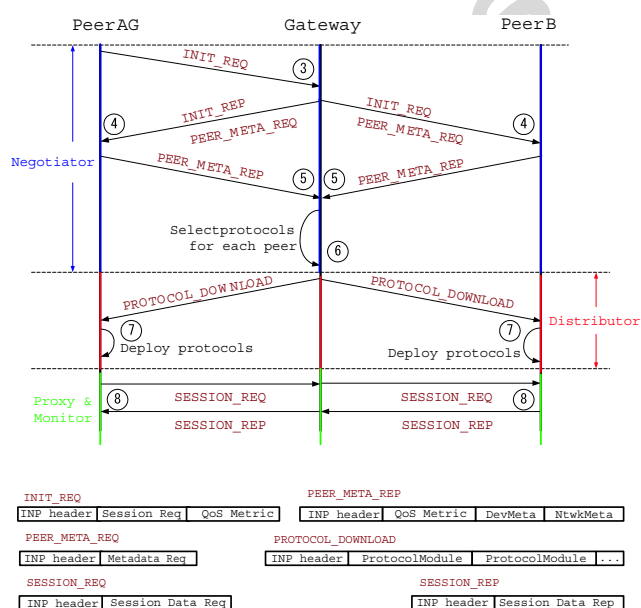 PeerAG Gateway PeerB
INIT_REQ
3
INIT_REP
INIT_REQ
4
4
PEER_META_REQ
PEER_META_REQ
Negotiator
PEER_META_REP
PEER_META_REP
5
5
Selectprotocols
for each peer
6
PROTOCOL_DOWNLOAD
PROTOCOL_DOWNLOAD
Distributor
7
7
Deploy protocols
Deploy protocols
Proxy &
Monitor
8
SESSION_REQ
SESSION_REQ
8
SESSION_REP
SESSION_REP
INIT_REQ
INP header Session Req QoS Metric
PEER_META_REP
INP header QoS Metric DevMeta NtwkMeta
PEER_META_REQ
INP header Metadata Req
PROTOCOL_DOWNLOAD
INP header ProtocolModule ProtocolModule ...
SESSION_REQ
INP header Session Data Req
SESSION_REP
INP header Session Data Rep